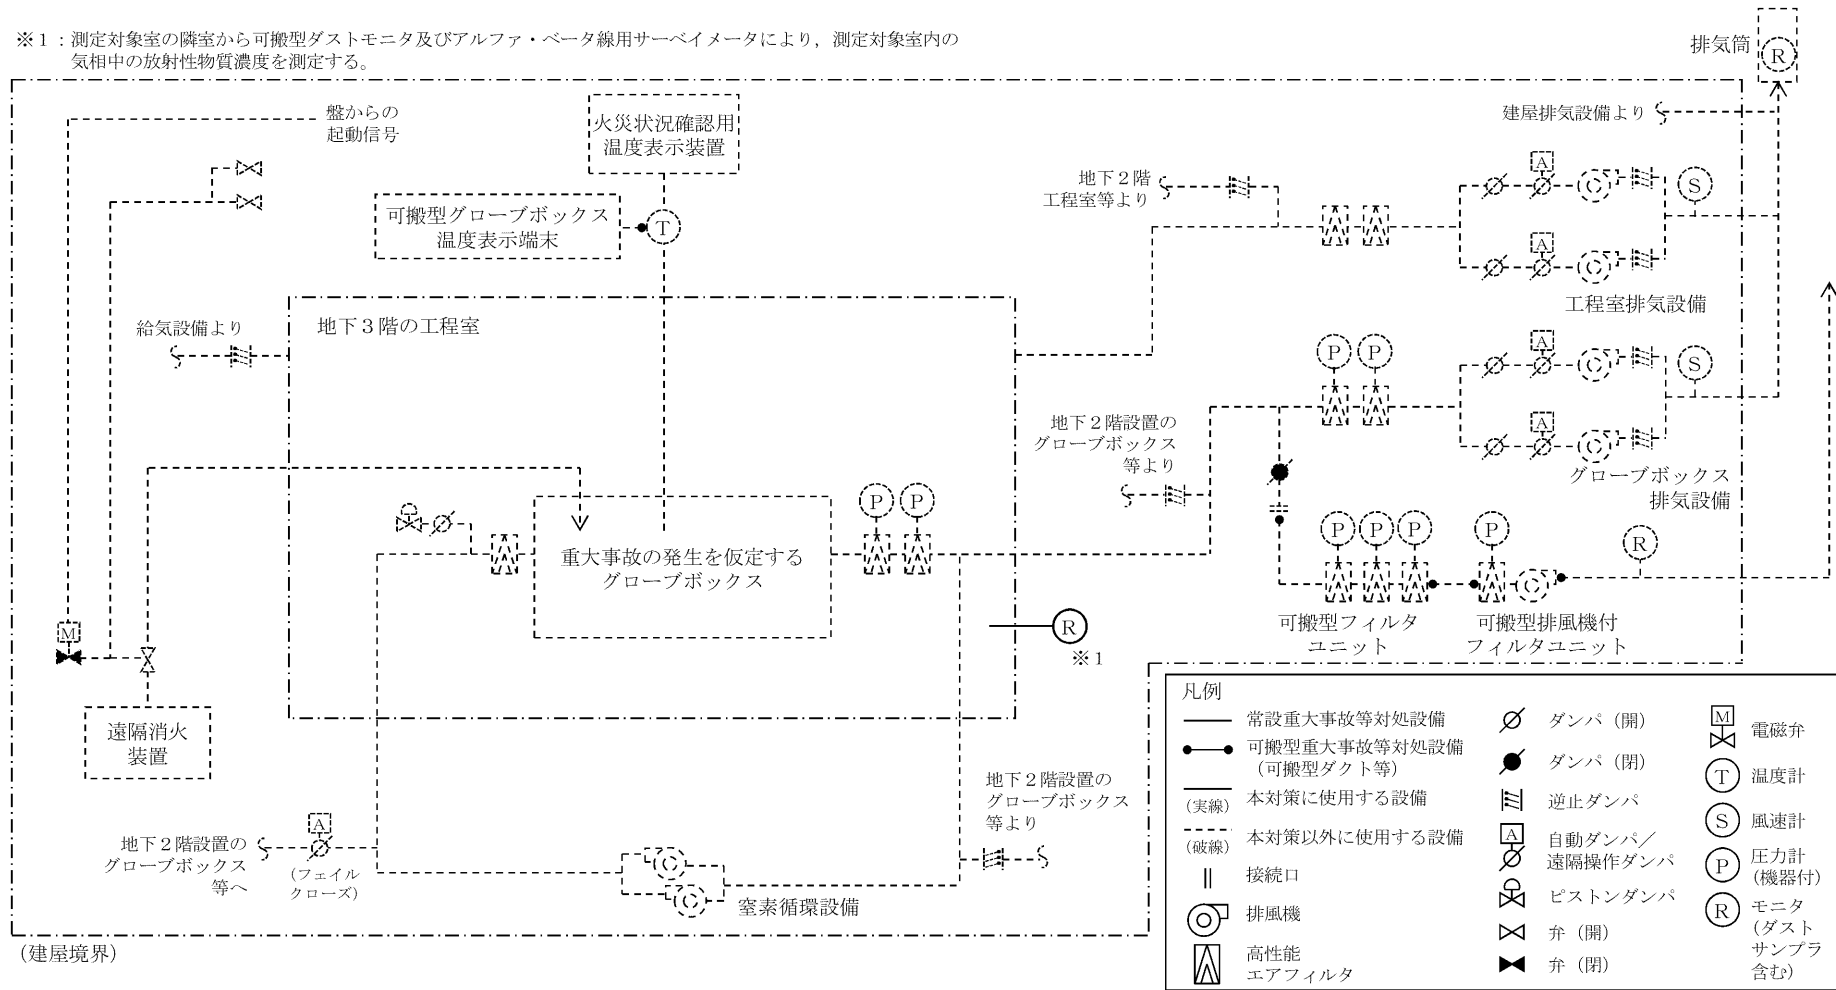 ※１：測定対象室の隣室から可搬型ダストモニタ及びアルファ・ベータ線用サーベイメータにより，測定対象室内の
気相中の放射性物質濃度を測定する。
排気筒
R
盤からの
起動信号
火災状況確認用
温度表示装置
建屋排気設備より
可搬型グローブボックス
温度表示端末
T
地下２階
工程室等より
A
S
A
工程室排気設備
給気設備より
地下３階の工程室
P
P
A
S
A
グローブボックス
排気設備
地下２階設置の
グローブボックス
等より
P
P
重大事故の発生を仮定する
グローブボックス
P
P
P
P
R
可搬型フィルタ
ユニット
可搬型排風機付
フィルタユニット
R
※１
M
遠隔消火
装置
地下２階設置の
グローブボックス
等より
地下２階設置の
グローブボックス
等へ
A
（フェイル
クローズ）
窒素循環設備
（建屋境界）
凡例
常設重大事故等対処設備
可搬型重大事故等対処設備
（可搬型ダクト等）
（実線）
本対策に使用する設備
（破線）
本対策以外に使用する設備
接続口
排風機
高性能
エアフィルタ
ダンパ（開）
ダンパ（閉）
逆止ダンパ
A
自動ダンパ／
遠隔操作ダンパ
ピストンダンパ
弁（開）
弁（閉）
M
電磁弁
T
温度計
S
風速計
P
圧力計
（機器付）
R
モニタ
（ダスト
サンプラ
含む）